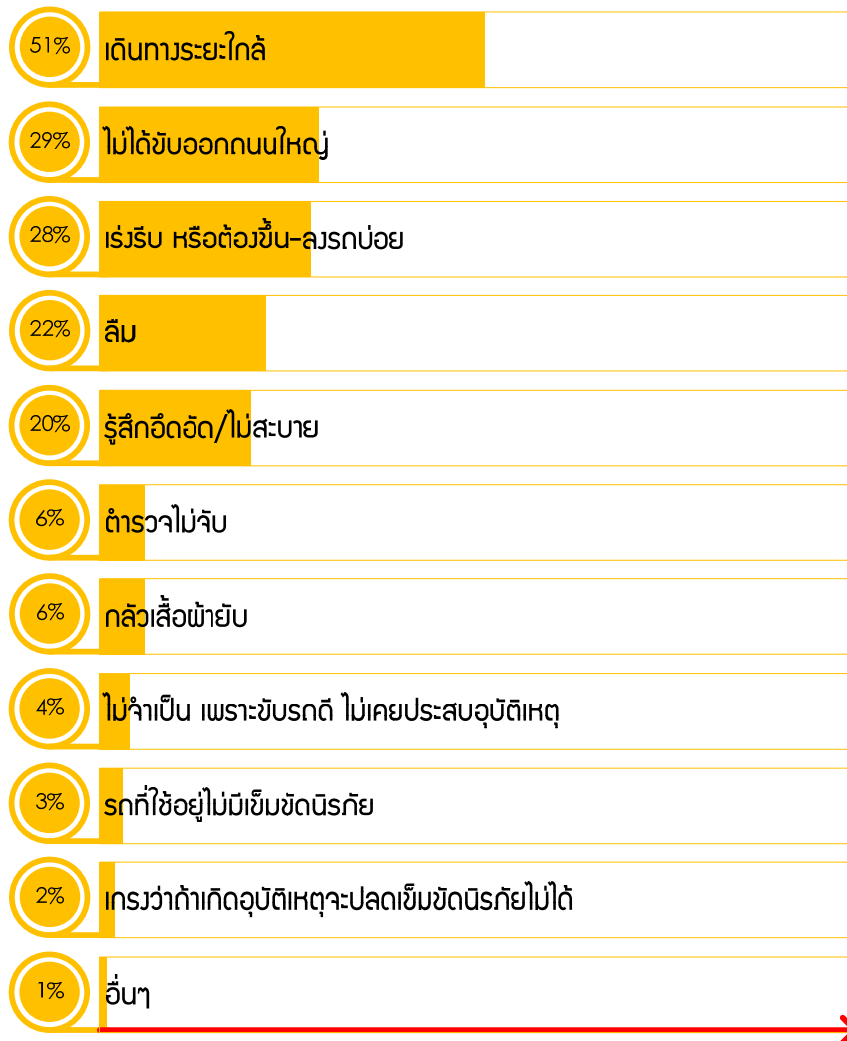 51% เดินทางระยะใกล้
29% ไม่ได้ขับออกถนนใหญ่
28% เร่งรีบ หรือต้องขึ้น-ลงรถบ่อย
22% ลืม
20% รู้สึกอึดอัด/ไม่สะบาย
6% ตำรวจไม่จับ
6% กลัวเสื้อผ้ายับ
4% ไม่จำเป็น เพราะขับรถดี ไม่เคยประสบอุบัติเหตุ
3% รถที่ใช้อยู่ไม่มีเข็มขัดนิรภัย
2% เกรงว่าถ้าเกิดอุบัติเหตุจะปลดเข็มขัดนิรภัยไม่ได้
1% อื่นๆ